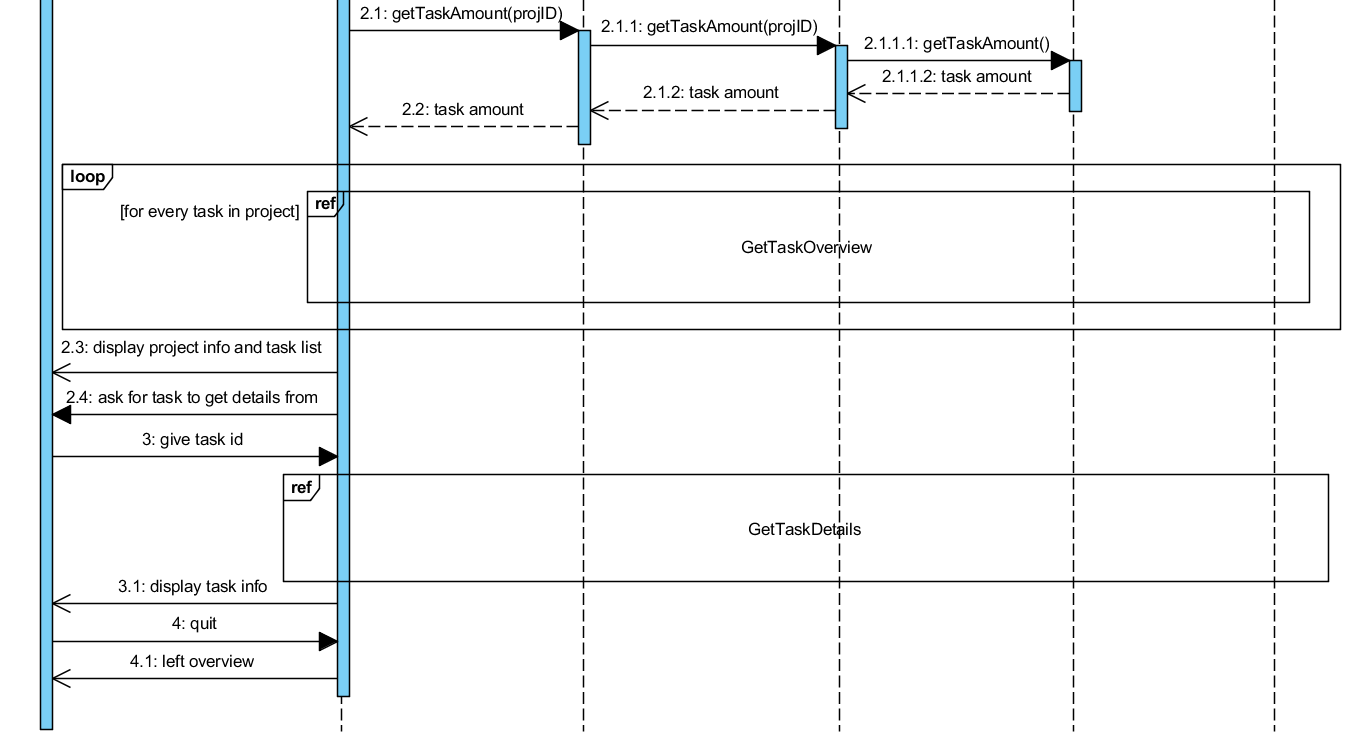 2.1: getTaskAmount(projID)
2.1.1: getTaskAmount(projID)
2.1.1.1: getTaskAmount()
2.1.1.2: task amount
2.1.2: task amount
2.2: task amount
loop
[for every task in project]
ref
GetTaskOverview
2.3: display project info and task list
2.4: ask for task to get details from
3: give task id
ref
GetTaskDetails
3.1: display task info
4: quit
4.1: left overview